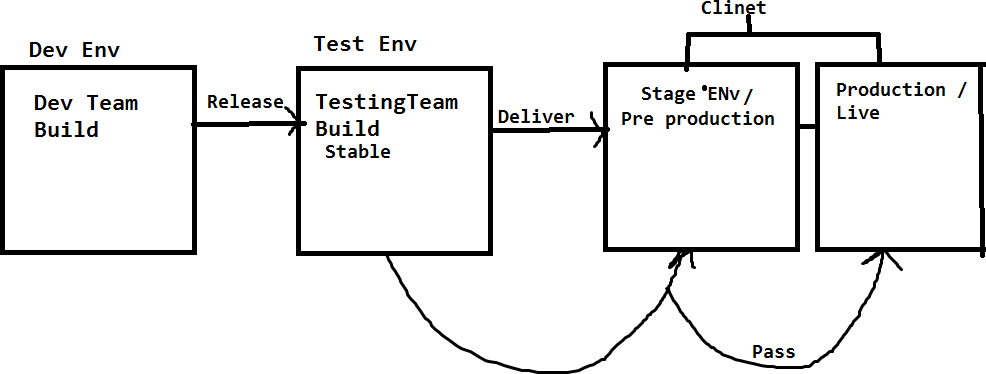 Clinet
Dev Env
Test Env
Dev Team
Build
Release
TestingTeam
Build
Stable
Deliver
Stage ENv /
Pre production
Production /
Live
Pass